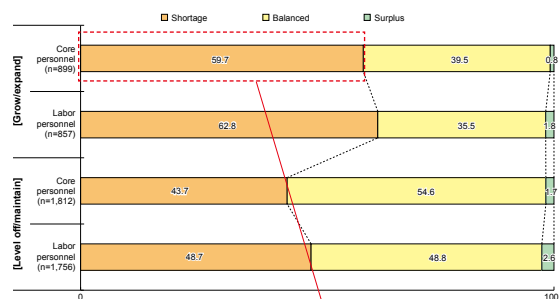 Shortage Balanced Surplus
[Grow/expand]
Core
personnel
(n=899)
59.7 39.5 0.8
Labor
personnel
(n=857)
62.8 35.5 1.8
[Level off/maintain]
Core
personnel
(n=1,812)
43.7 54.6 1.7
Labor
personnel
(n=1,756)
48.7 48.8 2.6
0 100